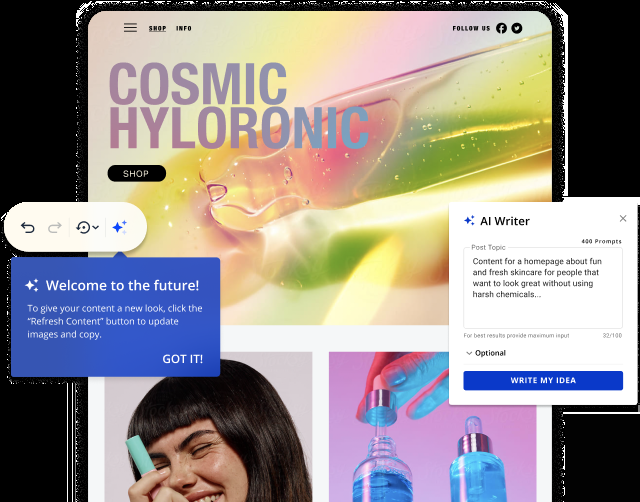 SHOP INFO
FOLLOW US
COSMIC
HYLORONIC
SHOP
Welcome to the future!
To give your content a new look, click the
“Refresh Content” button to update
images and copy.
GOT IT!
AI Writer
400 Prompts
Post Topic
Content for a homepage about fun
and fresh skincare for people that
want to look great without using
harsh chemicals...
For best results provide maximum input 32/100
Optional
WRITE MY IDEA